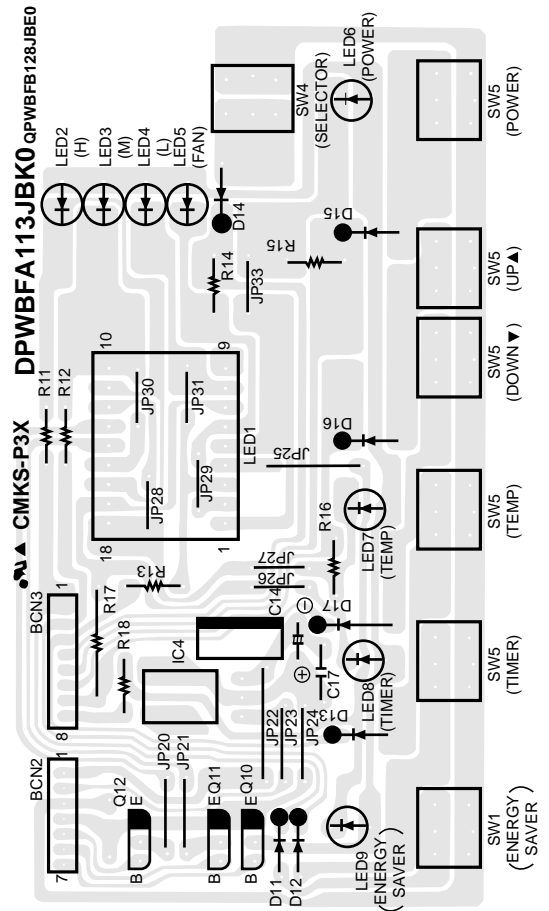 DPWBFA113JBK0 QPWBFB128JBE0
CMKS-P3X
LED2
(H)
LED3
(M)
LED4
(L)
LED5
(FAN)
SW4
(SELECTOR)
LED6
(POWER)
SW5
(POWER)
D14
D15
R15
R14
JP33
SW5
(UP▲)
SW5
(DOWN▼)
R11
R12
10
9
JP30
JP31
JP28
JP29
18
1
LED1
D16
JP25
R16
LED7
(TEMP)
SW5
(TEMP)
BCN3
1
8
R17
R18
R13
JP27
JP26
C14
IC4
D17
C17
LED8
(TIMER)
SW5
(TIMER)
BCN2
1
7
Q12
B
E
JP20
JP21
Q11
B
E
Q10
B
E
JP22
JP23
JP24
D13
D11
D12
LED9
(ENERGY
SAVER)
SW1
(ENERGY
SAVER)